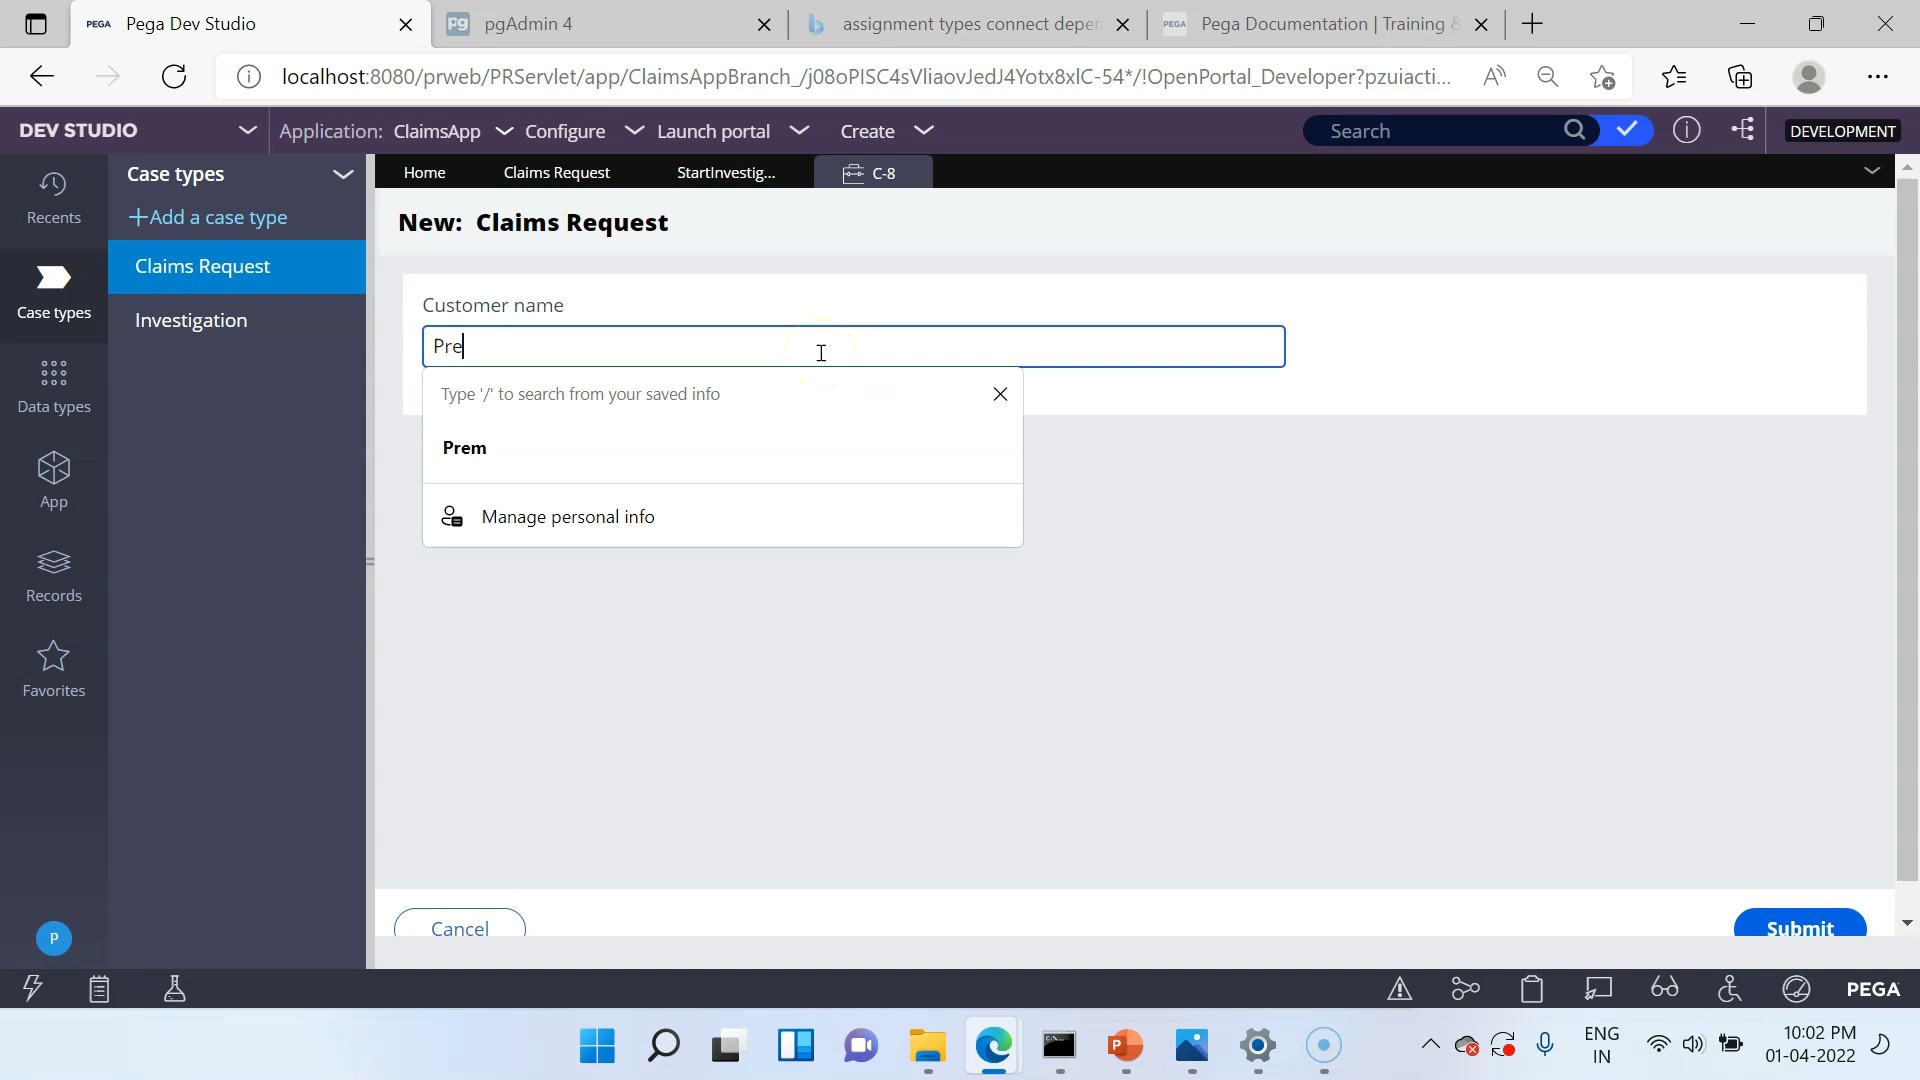 PEGA Pega Dev Studio
pgAdmin 4
assignment types connect deper
PEGA Pega Documentation | Training &
localhost:8080/prweb/PRServlet/app/ClaimsAppBranch_/j08oPISC4sVliaovJedJ4Yotx8xlC-54*/!OpenPortal_Developer?pzuiacti...
DEV STUDIO
Application: ClaimsApp
Configure
Launch portal
Create
Search
DEVELOPMENT
Recents
Case types
Data types
App
Records
Favorites
P
Case types
+Add a case type
Claims Request
Investigation
Home
Claims Request
StartInvestig...
C-8
New: Claims Request
Customer name
Pre
Type '/' to search from your saved info
Prem
Manage personal info
Cancel
Submit
PEGA
ENG
IN
10:02 PM
01-04-2022